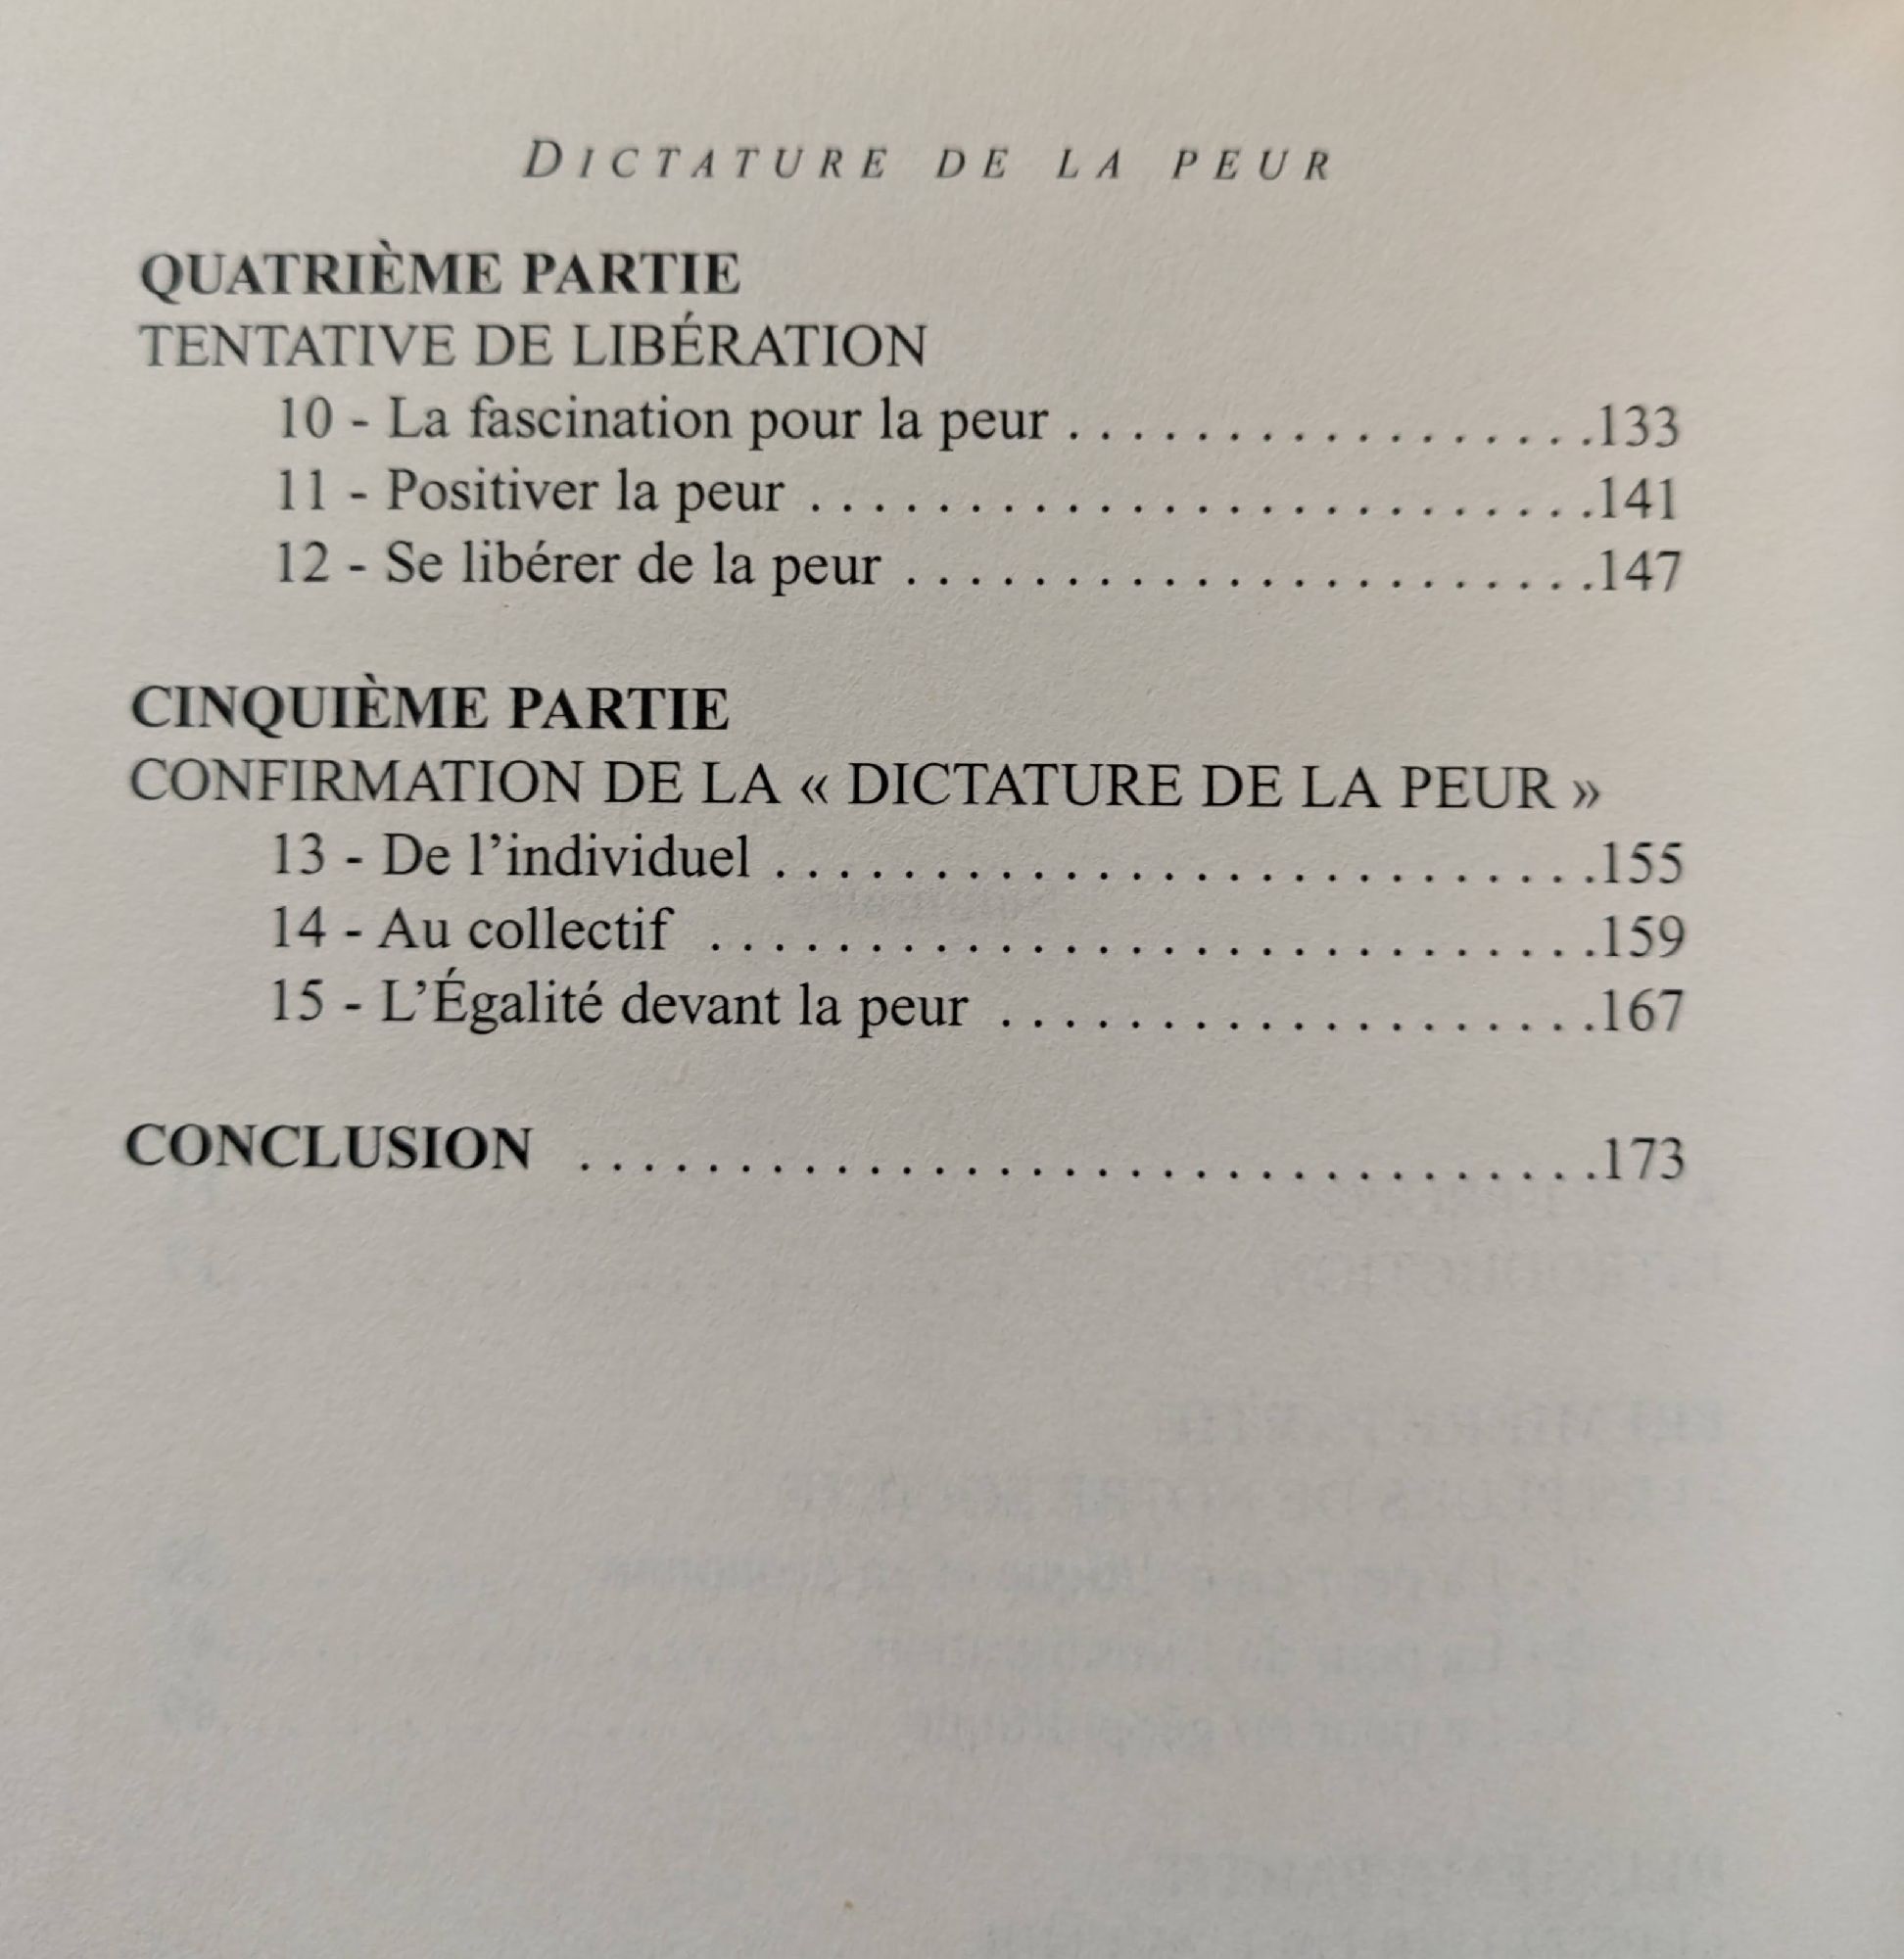 DICTATURE DE LA PEUR
QUATRIÈME PARTIE
TENTATIVE DE LIBÉRATION
10 - La fascination pour la peur . . . . . . . . . . . . . . . . .133
11 - Positiver la peur . . . . . . . . . . . . . . . . . . . . . . . . .141
12 - Se libérer de la peur . . . . . . . . . . . . . . . . . . . . . .147
CINQUIÈME PARTIE
CONFIRMATION DE LA « DICTATURE DE LA PEUR »
13 - De l’individuel . . . . . . . . . . . . . . . . . . . . . . . . . .155
14 - Au collectif . . . . . . . . . . . . . . . . . . . . . . . . . . . .159
15 - L’Égalité devant la peur . . . . . . . . . . . . . . . . . . .167
CONCLUSION . . . . . . . . . . . . . . . . . . . . . . . . . . . . . . . .173